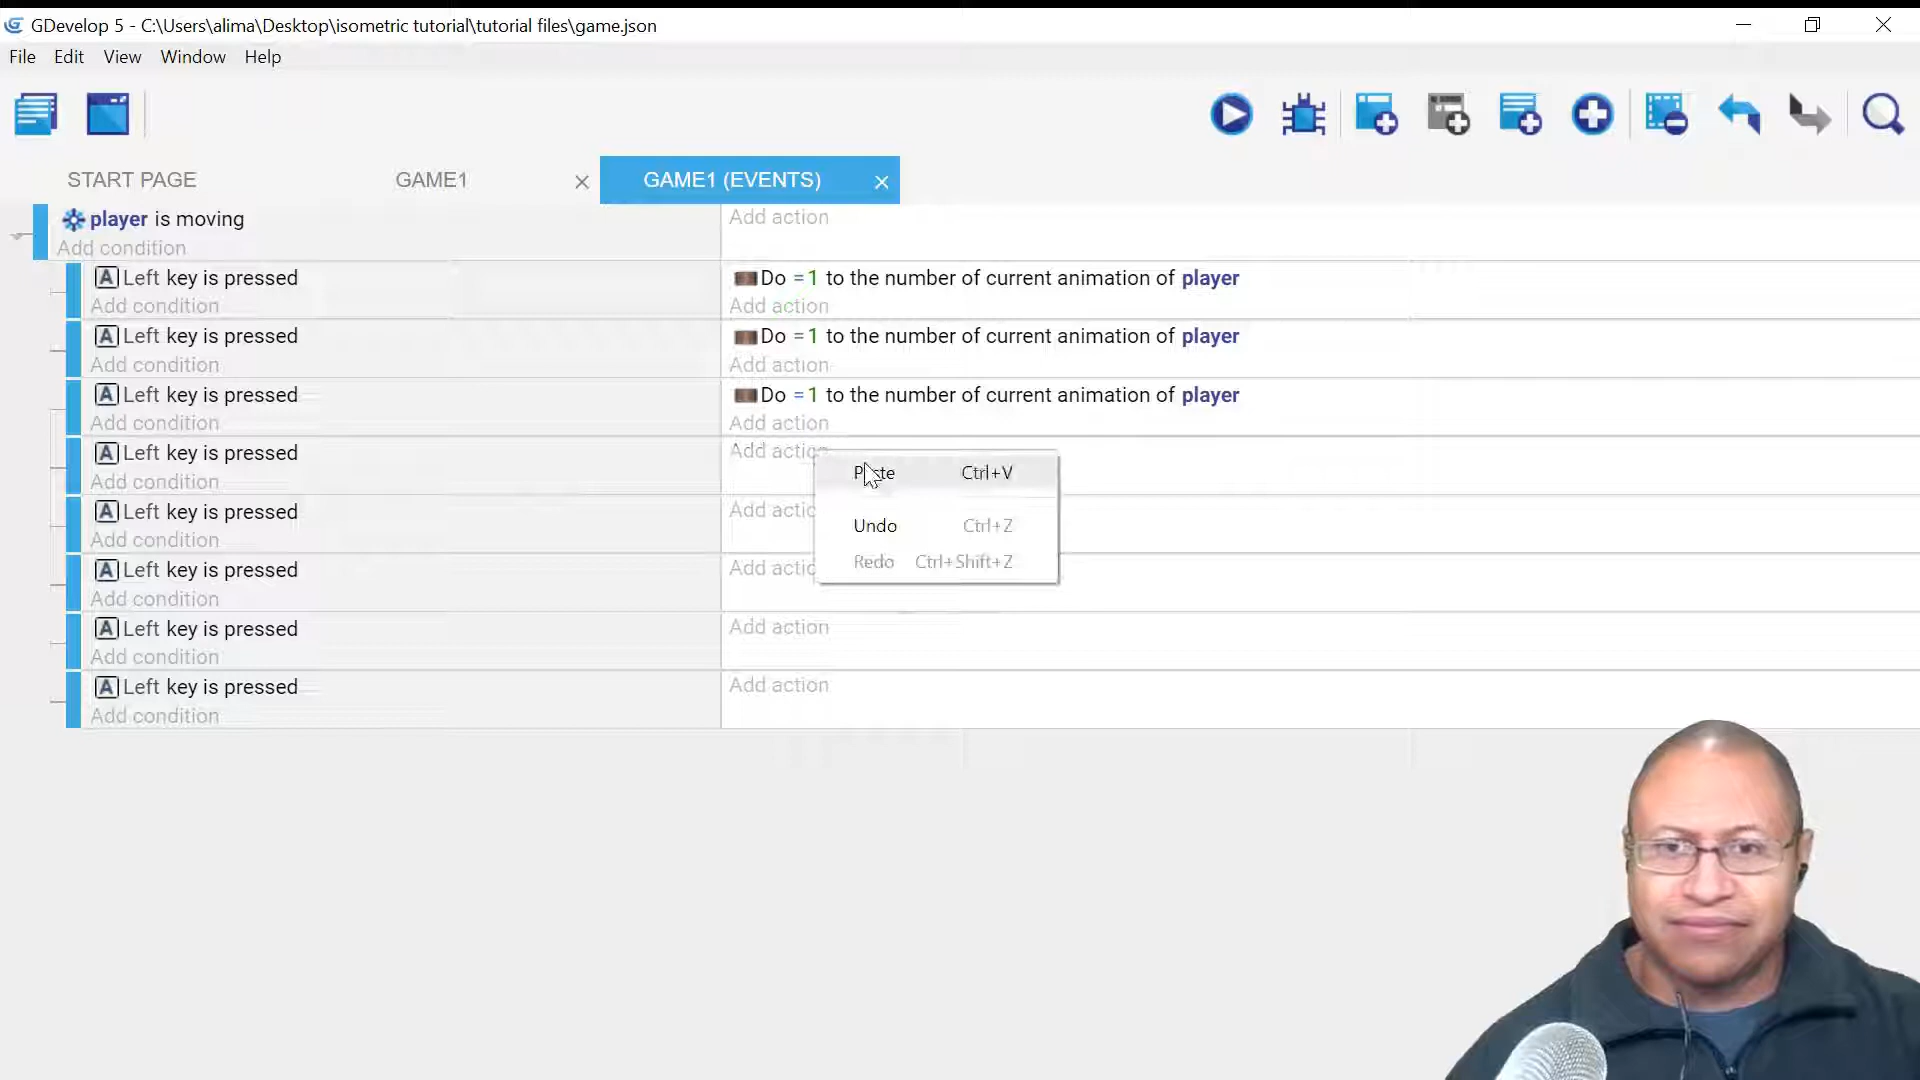 GDevelop 5 - C:\Users\alima\Desktop\isometric tutorial\tutorial files\game.json
File Edit View Window Help
START PAGE GAME1 GAME1 (EVENTS)
player is moving Add action
Add condition
A Left key is pressed Do =1 to the number of current animation of player
Add condition Add action
A Left key is pressed Do =1 to the number of current animation of player
Add condition Add action
A Left key is pressed Do =1 to the number of current animation of player
Add condition Add action
A Left key is pressed Add action
Paste Ctrl+V
Add condition
A Left key is pressed Add
Undo Ctrl+Z
Add condition
Redo Ctrl+Shift+Z
A Left key is pressed Add
Add condition
A Left key is pressed Add action
Add condition
A Left key is pressed Add action
Add condition